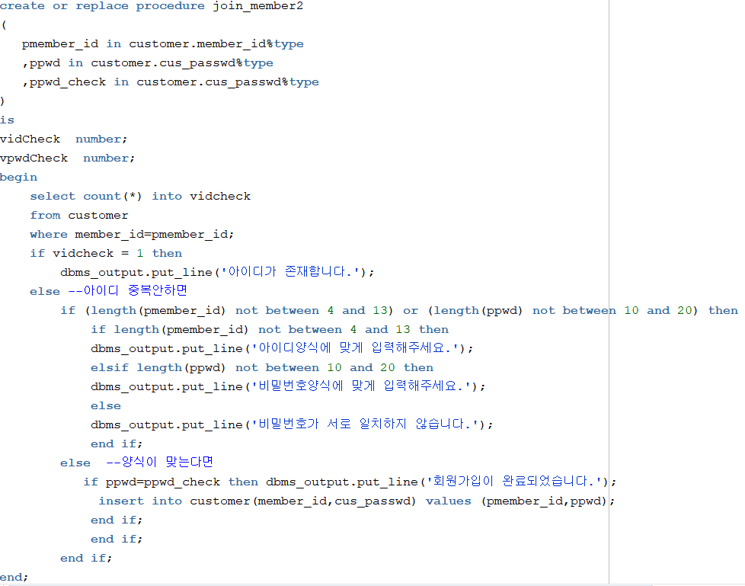 create or replace procedure join_member2
(
   pmember_id in customer.member_id%type
   ,ppwd in customer.cus_passwd%type
   ,ppwd_check in customer.cus_passwd%type
)
is
vidCheck  number;
vpwdCheck  number;
begin
    select count(*) into vidcheck
    from customer
    where member_id=pmember_id;
    if vidcheck = 1 then
        dbms_output.put_line('아이디가 존재합니다.');
    else --아이디 중복안하면
        if (length(pmember_id) not between 4 and 13) or (length(ppwd) not between 10 and 20) then
            if length(pmember_id) not between 4 and 13 then
            dbms_output.put_line('아이디양식에 맞게 입력해주세요.');
            elsif length(ppwd) not between 10 and 20 then
            dbms_output.put_line('비밀번호양식에 맞게 입력해주세요.');
            else
            dbms_output.put_line('비밀번호가 서로 일치하지 않습니다.');
            end if;
        else  --양식이 맞는다면
           if ppwd=ppwd_check then dbms_output.put_line('회원가입이 완료되었습니다.');
             insert into customer(member_id,cus_passwd) values (pmember_id,ppwd);
            end if;
            end if;
        end if;
end;